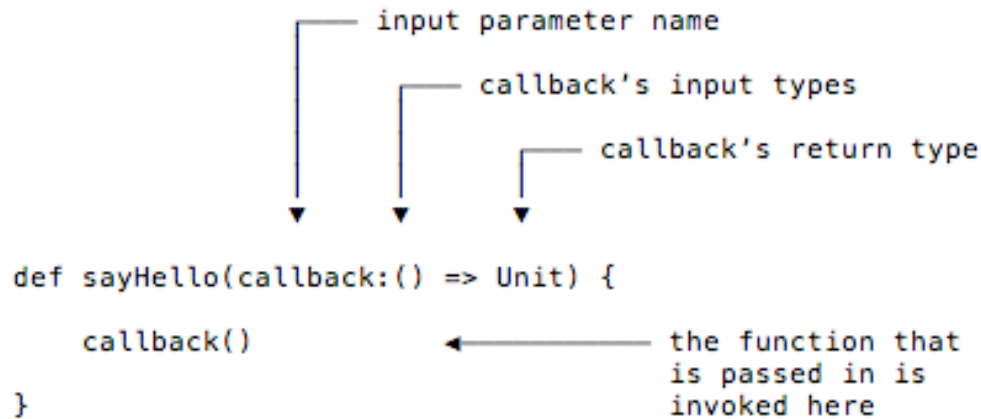 input parameter name
callback's input types
callback's return type
def sayHello(callback:() => Unit) {
callback()
the function that
is passed in is
}
invoked here